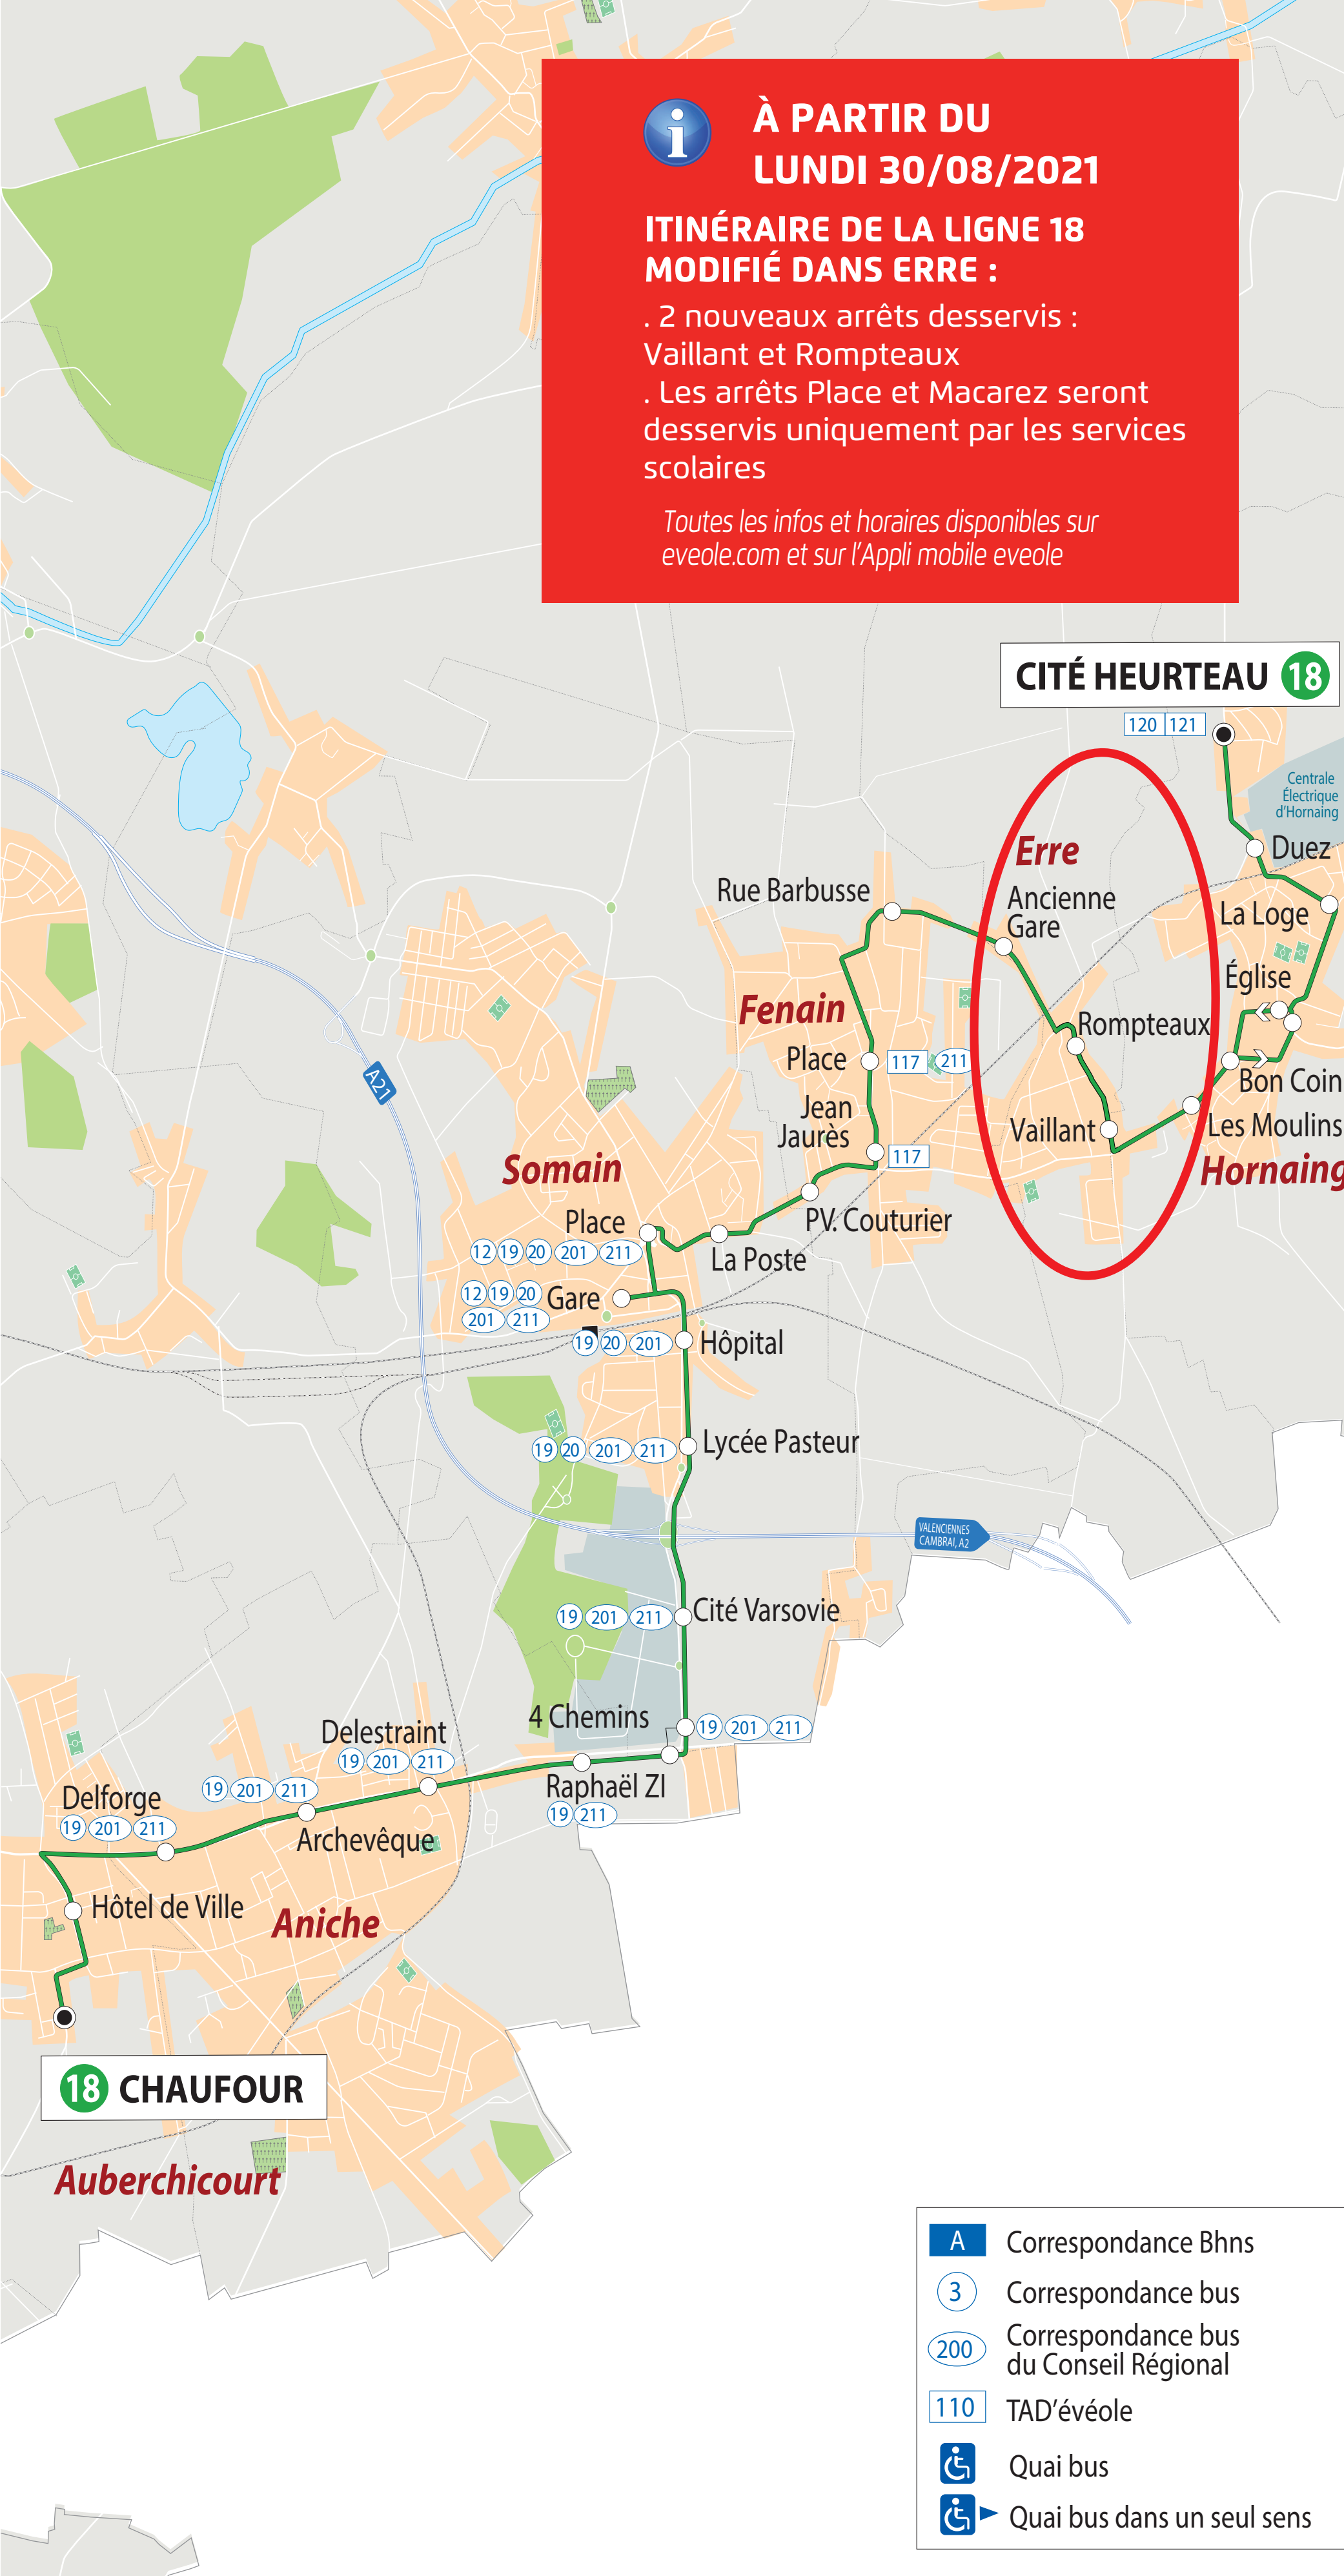 À PARTIR DU
LUNDI 30/08/2021
ITINÉRAIRE DE LA LIGNE 18
MODIFIÉ DANS ERRE :
. 2 nouveaux arrêts desservis :
Vaillant et Rompteaux
. Les arrêts Place et Macarez seront
desservis uniquement par les services
scolaires
Toutes les infos et horaires disponibles sur
eveole.com et sur l'Appli mobile eveole
CITÉ HEURTEAU 18
120 121
Centrale
Électrique
d'Hornaing
Duez
Erre
Rue Barbusse
Ancienne
Gare
La Loge
Église
Fenain
Rompteaux
Place 117 211
Bon Coin
Jean
Jaurès
117
Vaillant
Les Moulins
A21
Somain
Hornaing
PV. Couturier
Place
12 19 20 201 211
La Poste
12 19 20 Gare
201 211
19 20 201 Hôpital
19 20 201 211 Lycée Pasteur
VALENCIENNES
CAMBRAI, A2
19 201 211 Cité Varsovie
4 Chemins 19 201 211
Delestraint
19 201 211
Raphaël ZI
19 211
Delforge
19 201 211
19 201 211
Archevêque
Hôtel de Ville
Aniche
18 CHAUFOUR
Auberchicourt
A Correspondance Bhns
3 Correspondance bus
200 Correspondance bus
du Conseil Régional
110 TAD'évéole
Quai bus
Quai bus dans un seul sens